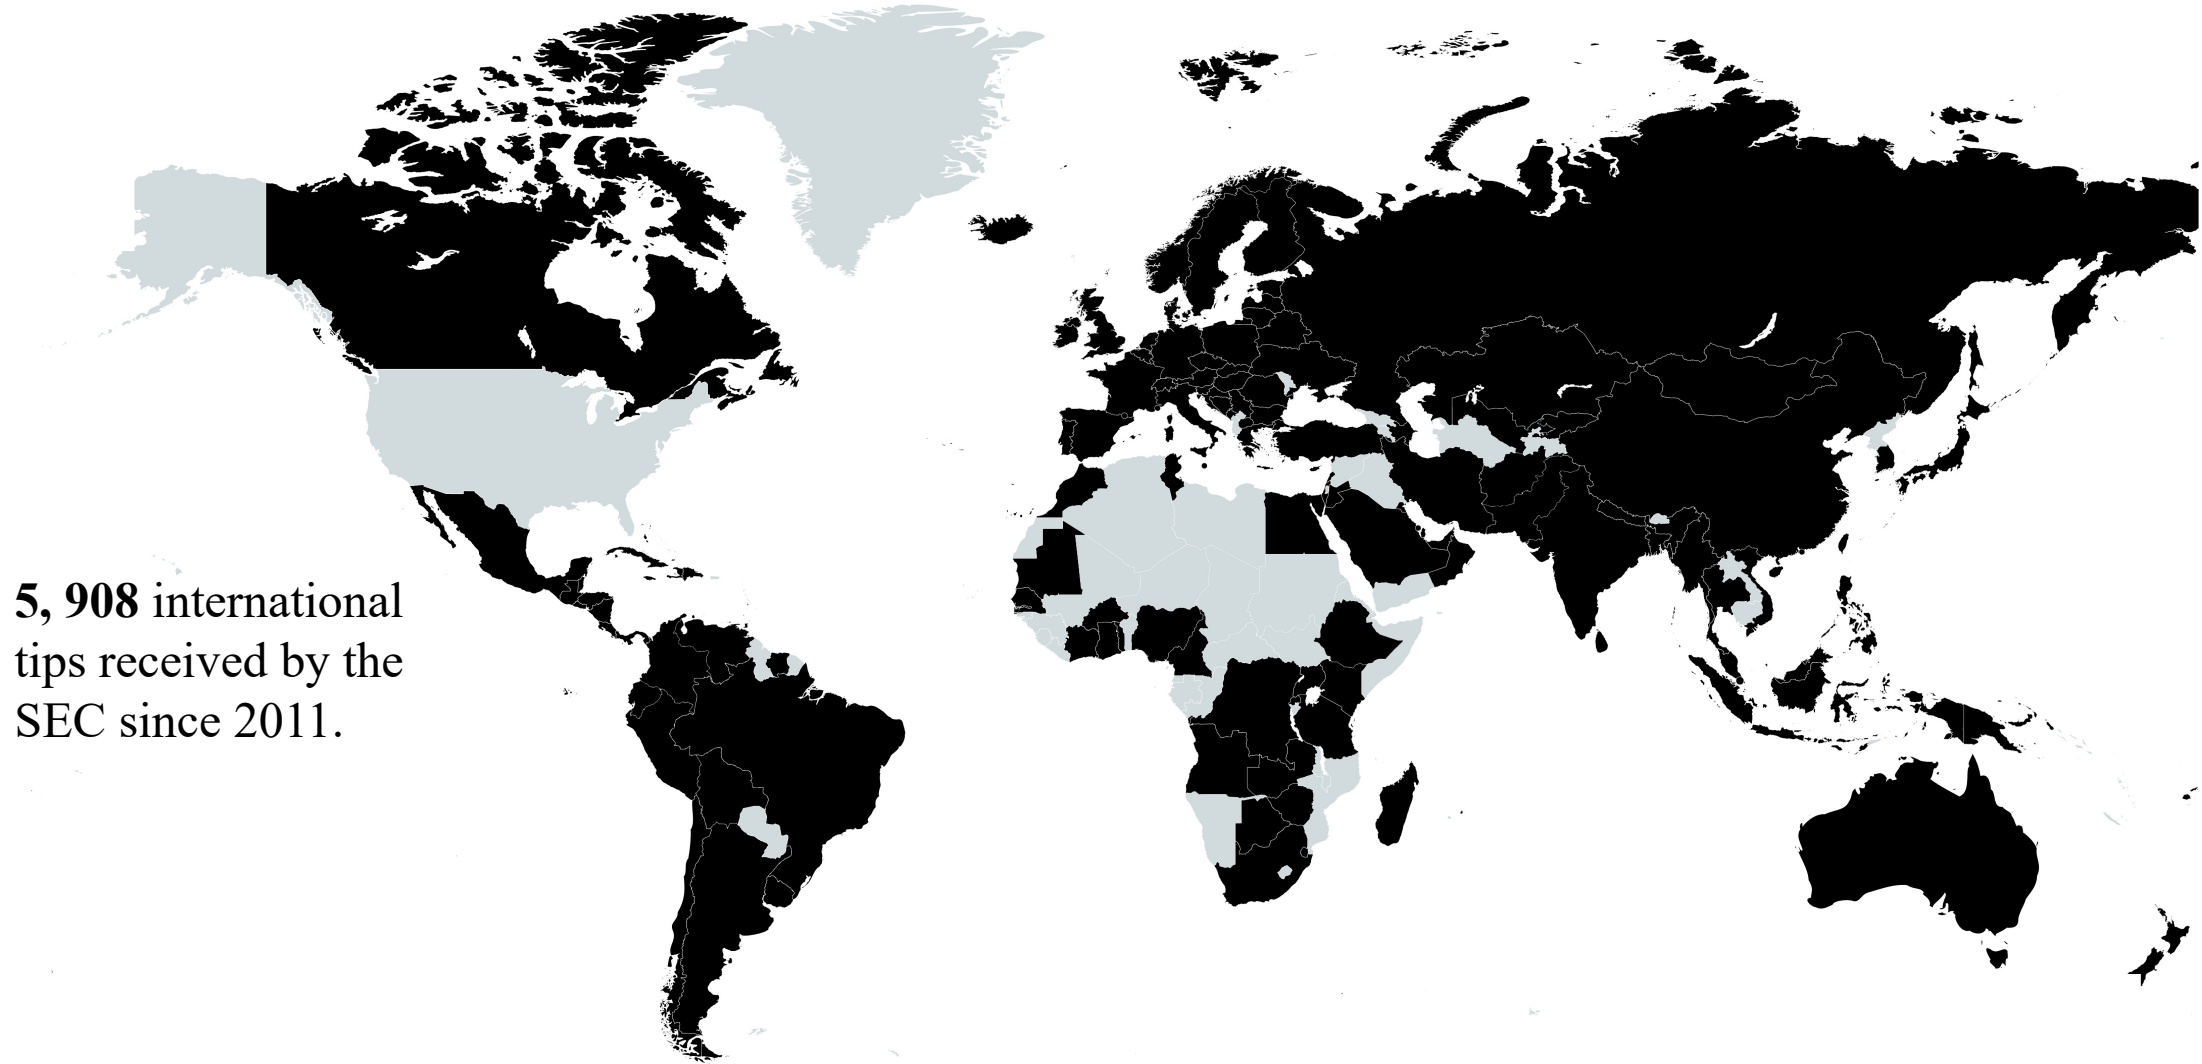 5, 908 international
tips received by the
SEC since 2011.